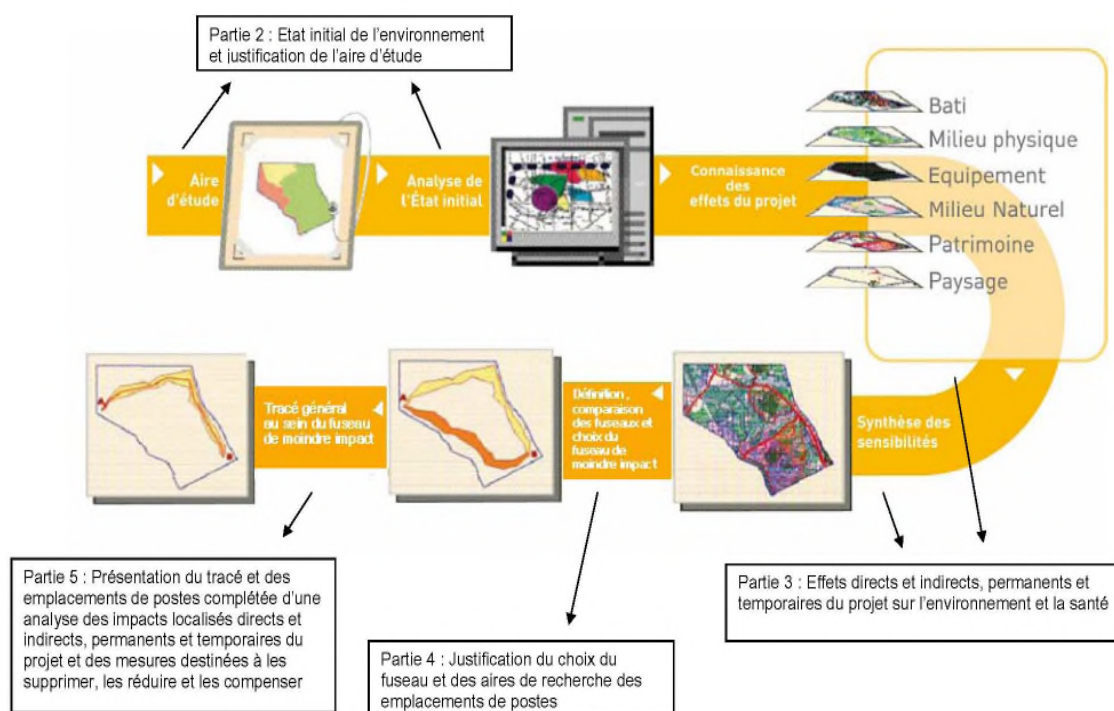 Partie 2 : Etat initial de l'environnement
et justification de l'aire d'étude
Aire
d'étude
Analyse de
l'État initial
Connaissance
des
effets du projet
Bati
Milieu physique
Equipement
Milieu Naturel
Patrimoine
Paysage
Tracé général
au sein du fuseau
de moindre impact
Définition ,
comparaison
des fuseaux et
choix du
fuseau de
moindre impact
Synthèse des
sensibilités
Partie 5 : Présentation du tracé et des
emplacements de postes complétée d'une
analyse des impacts localisés directs et
indirects, permanents et temporaires du
projet et des mesures destinées à les
supprimer, les réduire et les compenser
Partie 4 : Justification du choix du
fuseau et des aires de recherche des
emplacements de postes
Partie 3 : Effets directs et indirects, permanents et
temporaires du projet sur l'environnement et la santé